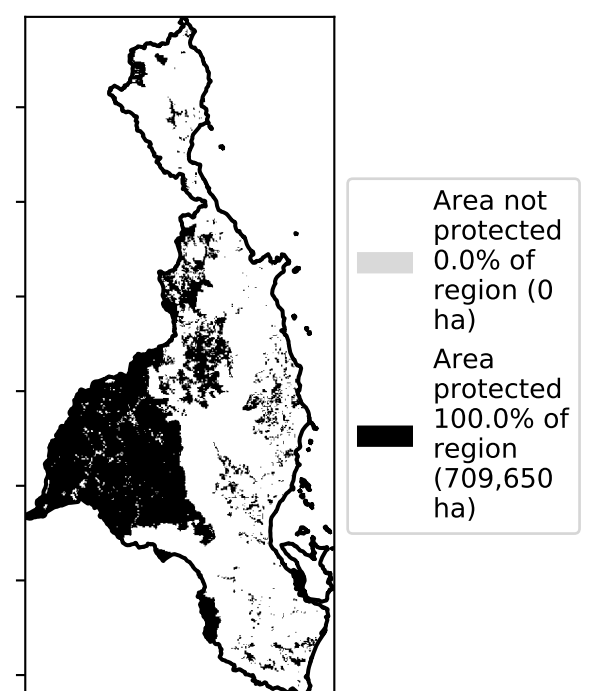 Area not
protected
0.0% of
region (0
ha)
Area
protected
100.0% of
region
(709,650
ha)